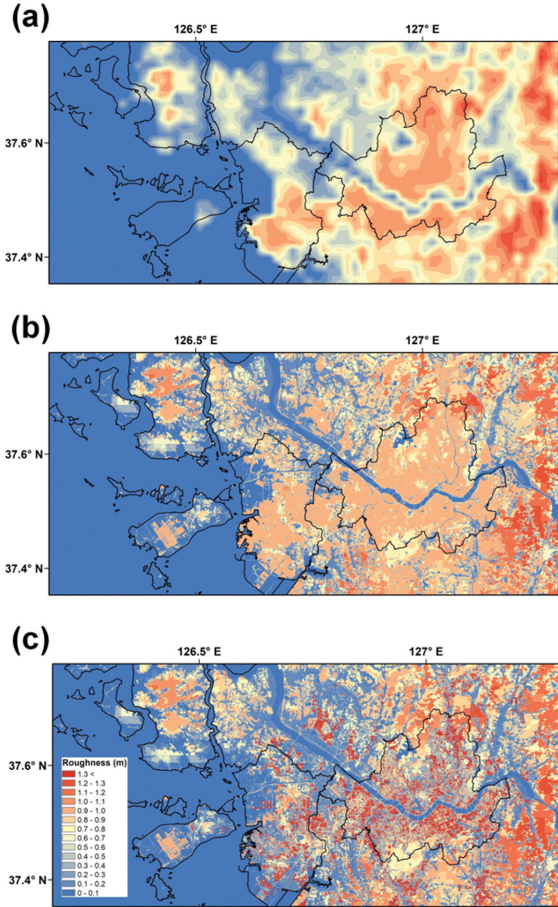 (a)
126.5° E 127°
37.6° N
37.4° N
(b)
126.5° E 127°
37.6° N
37.4° N
(c)
126.5° E 127°
37.6° N
37.4° N
Roughness (m)
1.3 <
1.2 - 1.3
1.1 - 1.2
1.0 - 1.1
0.9 - 1.0
0.8 - 0.9
0.7 - 0.8
0.6 - 0.7
0.5 - 0.6
0.4 - 0.5
0.3 - 0.4
0.2 - 0.3
0.1 - 0.2
0 - 0.1